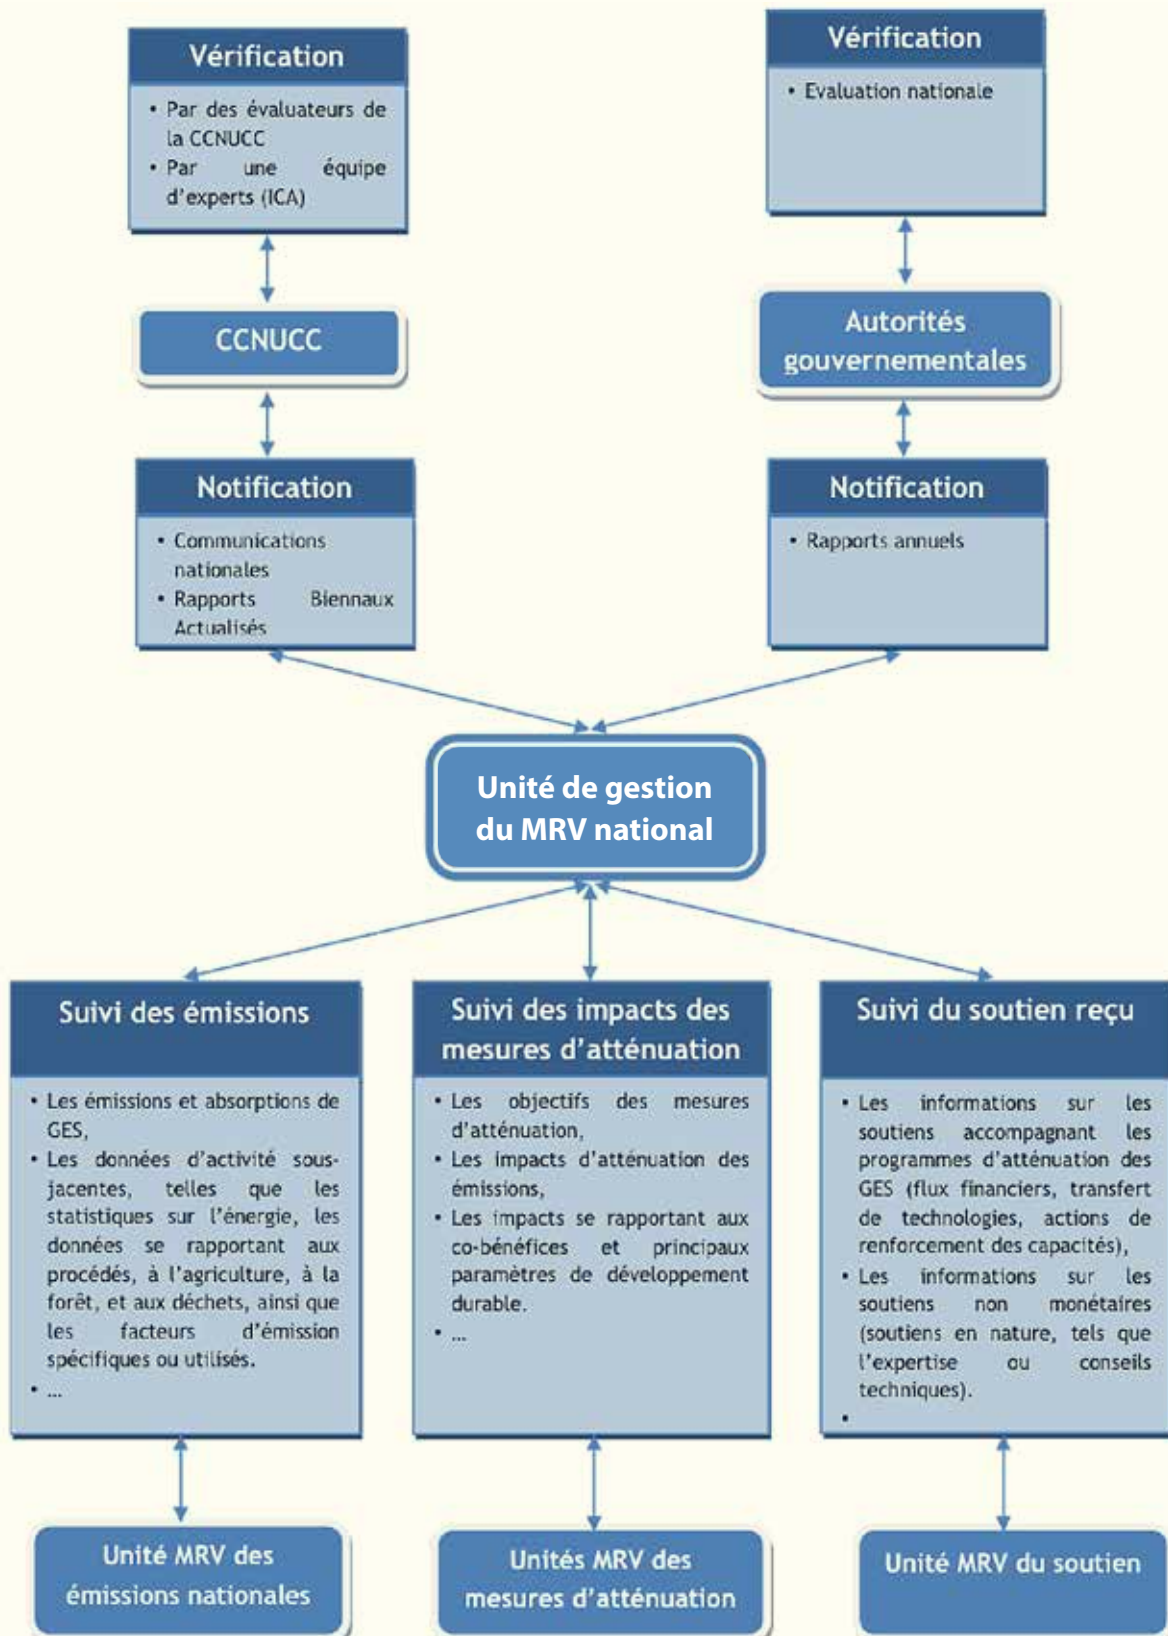 Vérification
• Par des évaluateurs de
la CCNUCC
• Par une équipe
d'experts (ICA)
Vérification
• Evaluation nationale
CCNUCC
Autorités
gouvernementales
Notification
• Communications
nationales
• Rapports Biennaux
Actualisés
Notification
• Rapports annuels
Unité de gestion
du MRV national
Suivi des émissions
• Les émissions et absorptions de
GES,
• Les données d'activité sous-
jacentes, telles que les
statistiques sur l'énergie, les
données se rapportant aux
procédés, à l'agriculture, à la
forêt, et aux déchets, ainsi que
les facteurs d'émission
spécifiques ou utilisés.
• ...
Suivi des impacts des
mesures d'atténuation
• Les objectifs des mesures
d'atténuation,
• Les impacts d'atténuation des
émissions,
• Les impacts se rapportant aux
co-bénéfices et principaux
paramètres de développement
durable.
• ...
Suivi du soutien reçu
• Les informations sur les
soutiens accompagnant les
programmes d'atténuation des
GES (flux financiers, transfert
de technologies, actions de
renforcement des capacités),
• Les informations sur les
soutiens non monétaires
(soutiens en nature, tels que
l'expertise ou conseils
techniques).
•
Unité MRV des
émissions nationales
Unités MRV des
mesures d'atténuation
Unité MRV du soutien